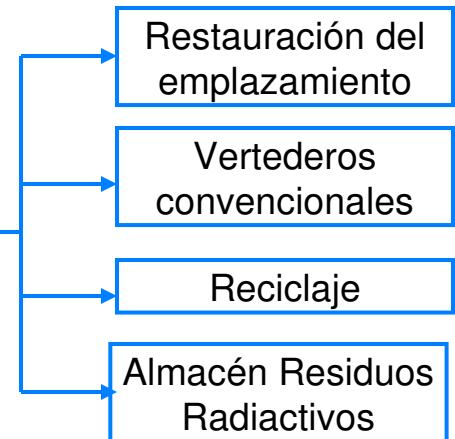 Restauración del
emplazamiento
Vertederos
convencionales
Reciclaje
Almacén Residuos
Radiactivos